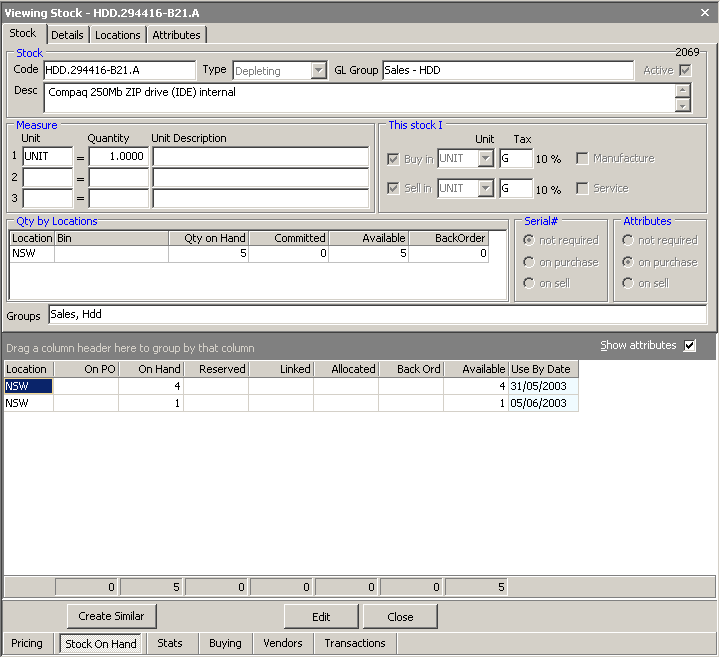 Viewing Stock - HDD.294416-B21.A
Stock Details Locations Attributes
Stock 2069
Code HDD.294416-B21.A Type Depleting GL Group Sales - HDD Active
Desc Compaq 250Mb ZIP drive (IDE) internal
Measure
Unit Quantity Unit Description
1 UNIT = 1.0000
2 =
3 =
This stock I
Unit Tax
Buy in UNIT G 10 % Manufacture
Sell in UNIT G 10 % Service
Qty by Locations
Location Bin Qty on Hand Committed Available BackOrder
NSW 5 0 5 0
Serial#
not required
on purchase
on sell
Attributes
not required
on purchase
on sell
Groups Sales, Hdd
Drag a column header here to group by that column Show attributes
Location On PO On Hand Reserved Linked Allocated Back Ord Available Use By Date
NSW 4 4 31/05/2003
NSW 1 1 05/06/2003
0 5 0 0 0 0 5
Create Similar Edit Close
Pricing Stock On Hand Stats Buying Vendors Transactions